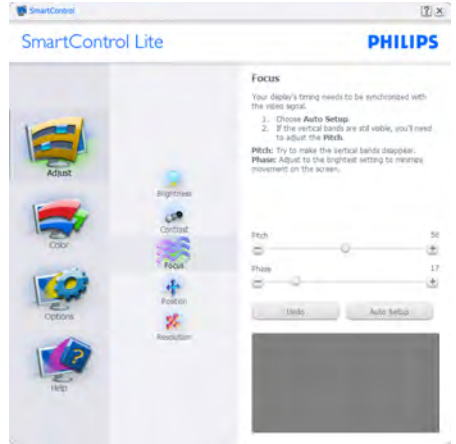 SmartControl
SmartControl Lite
PHILIPS
Adjust
Color
Options
Help
Brightness
Contrast
Focus
Position
Resolution
Focus
Your display's timing needs to be synchronized with
the video signal.
1. Choose Auto Setup.
2. If the vertical bands are still visible, you'll need
to adjust the Pitch.
Pitch: Try to make the vertical bands disappear.
Phase: Adjust to the brightest setting to minimize
movement on the screen.
Pitch 50
Phase 17
Undo Auto Setup